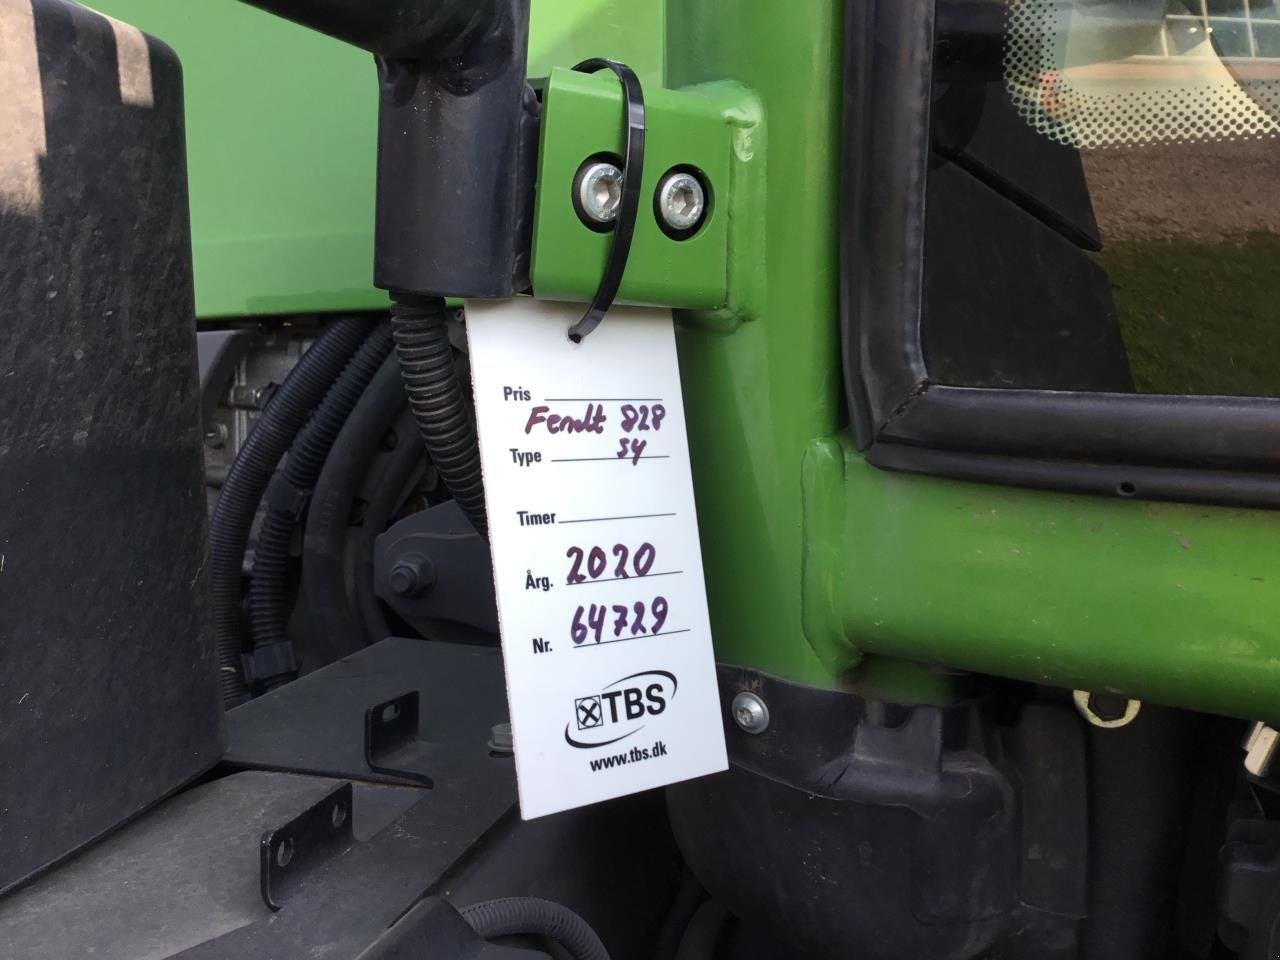 Pris
Fendt 828
Type S4
Timer
Årg. 2020
Nr. 64729
TBS
www.tbs.dk